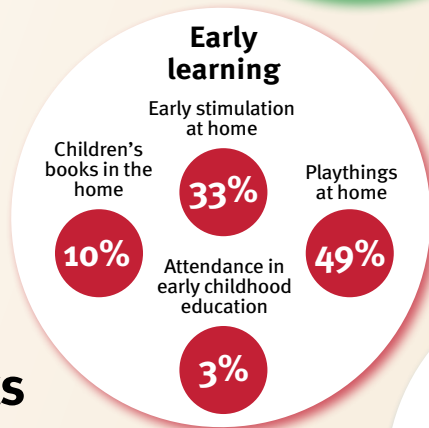 Early
learning
Early stimulation
at home
33%
Children's
books in the
home
10%
Playthings
at home
49%
Attendance in
early childhood
education
3%